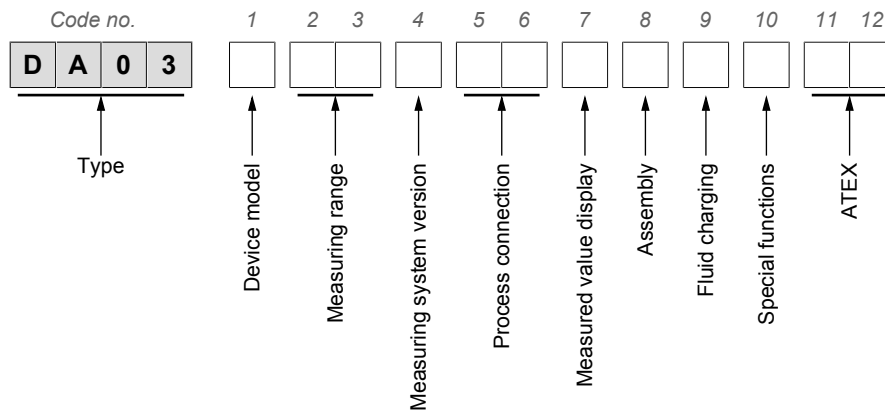 Code no. 1 2 3 4 5 6 7 8 9 10 11 12
D A 0 3
Type
Device model
Measuring range
Measuring system version
Process connection
Measured value display
Assembly
Fluid charging
Special functions
ATEX